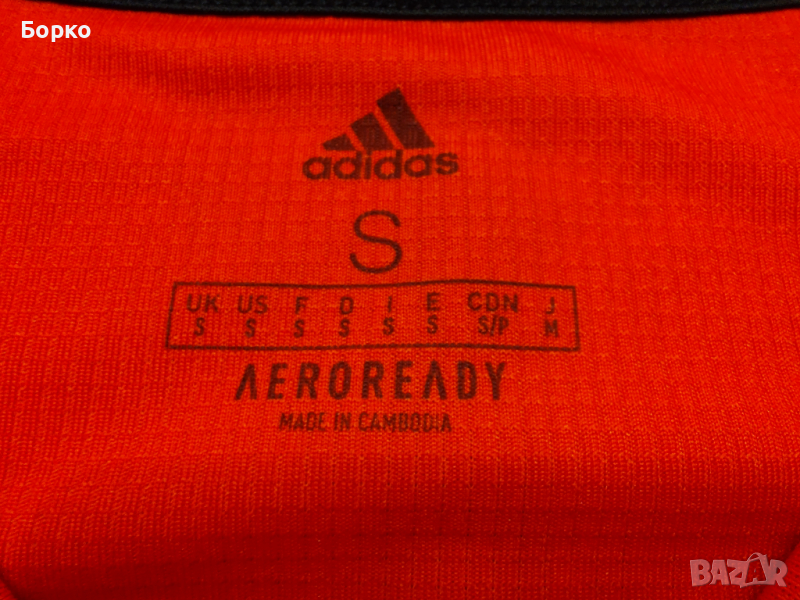 Борко
adidas
S
UK US F D I E CDN J
S S S S S S S/P M
AEROREADY
MADE IN CAMBODIA
BAZAR